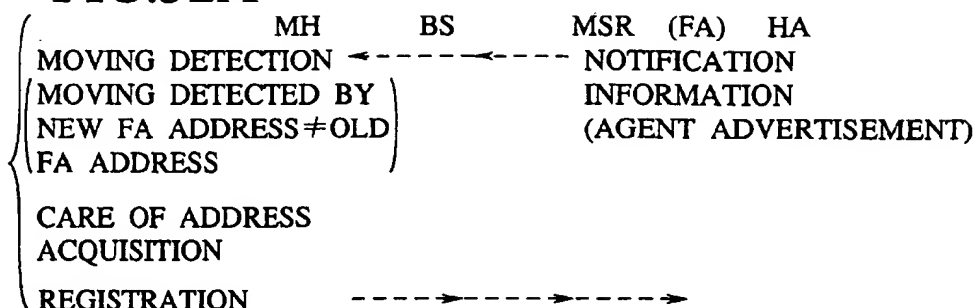 MH BS MSR (FA) HA
MOVING DETECTION NOTIFICATION
(MOVING DETECTED BY INFORMATION
NEW FA ADDRESS≠OLD (AGENT ADVERTISEMENT)
FA ADDRESS)
CARE OF ADDRESS
ACQUISITION
REGISTRATION